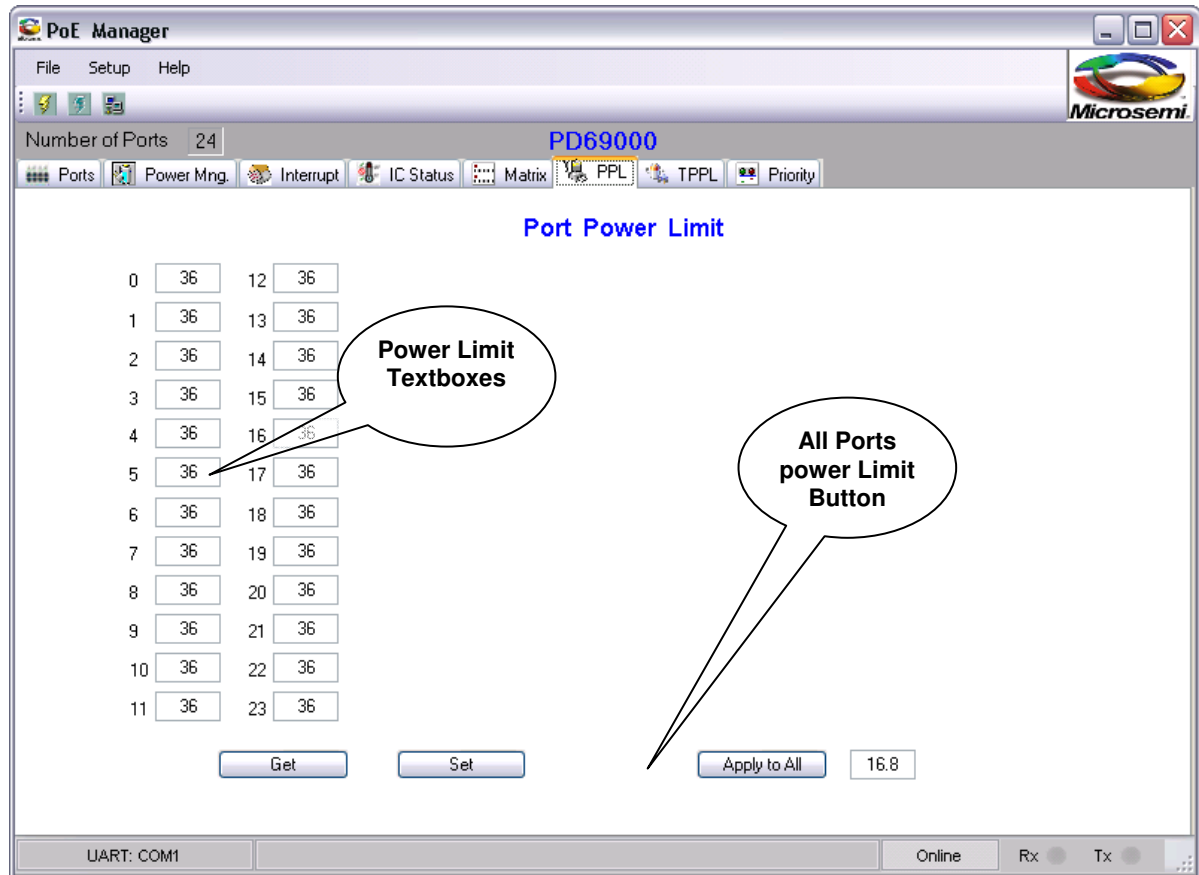 PoE Manager
File Setup Help
Microsemi.
Number of Ports 24 PD69000
Ports Power Mng. Interrupt IC Status Matrix PPL TPPL Priority
Port Power Limit
0 36 12 36
1 36 13 36
2 36 14 36
3 36 15 36
4 36 16 36
5 36 17 36
6 36 18 36
7 36 19 36
8 36 20 36
9 36 21 36
10 36 22 36
11 36 23 36
Power Limit
Textboxes
All Ports
power Limit
Button
Get Set Apply to All 16.8
UART: COM1 Online Rx Tx